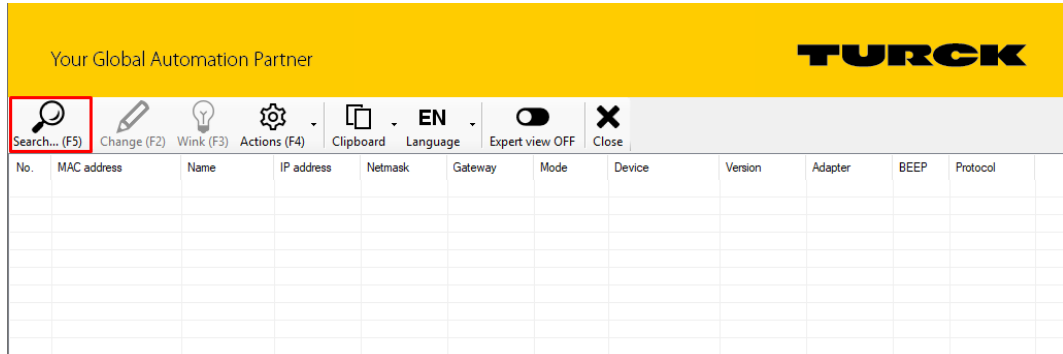 Your Global Automation Partner
TURCK
EN
Search... (F5) Change (F2) Wink (F3) Actions (F4) Clipboard Language Expert view OFF Close
No. MAC address Name IP address Netmask Gateway Mode Device Version Adapter BEEP Protocol